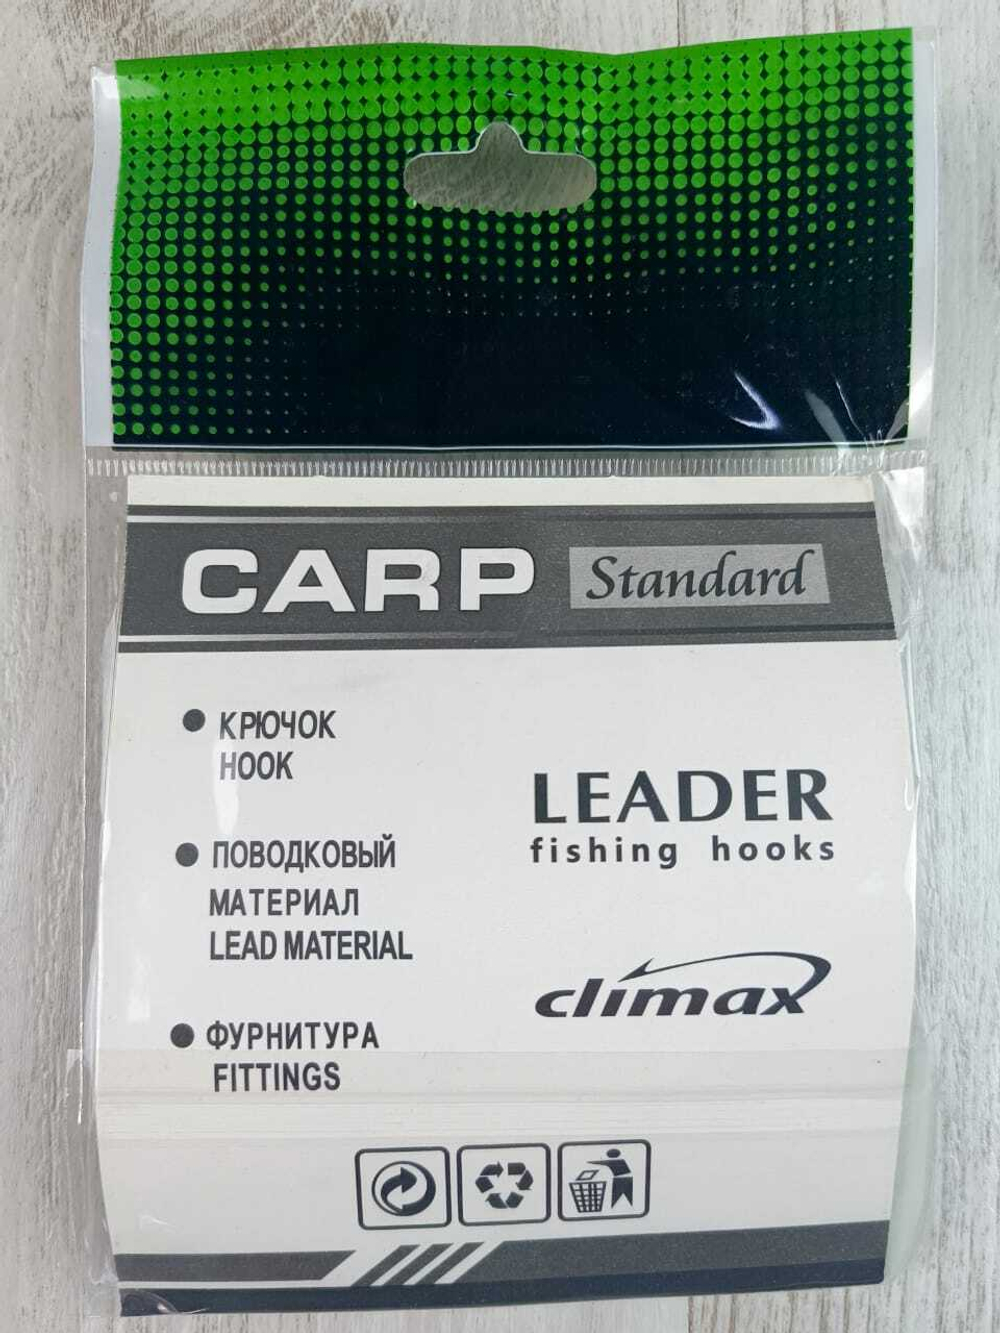 CARP Standard
КРЮЧОК
HOOK
ПОВОДКОВЫЙ
МАТЕРИАЛ
LEAD MATERIAL
ФУРНИТУРА
FITTINGS
LEADER
fishing hooks
climax